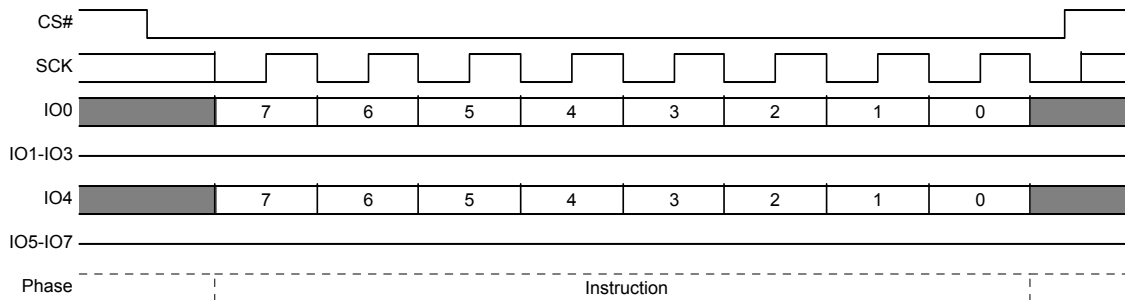 CS#
SCK
IO0 7 6 5 4 3 2 1 0
IO1-IO3
IO4 7 6 5 4 3 2 1 0
IO5-IO7
Phase Instruction